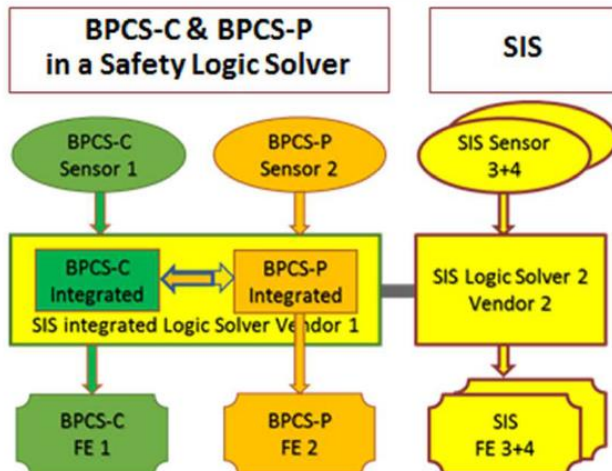 BPCS-C & BPCS-P
in a Safety Logic Solver
SIS
BPCS-C
Sensor 1
BPCS-P
Sensor 2
SIS Sensor
3+4
BPCS-C
Integrated
BPCS-P
Integrated
SIS integrated Logic Solver Vendor 1
SIS Logic Solver 2
Vendor 2
BPCS-C
FE 1
BPCS-P
FE 2
SIS
FE 3+4